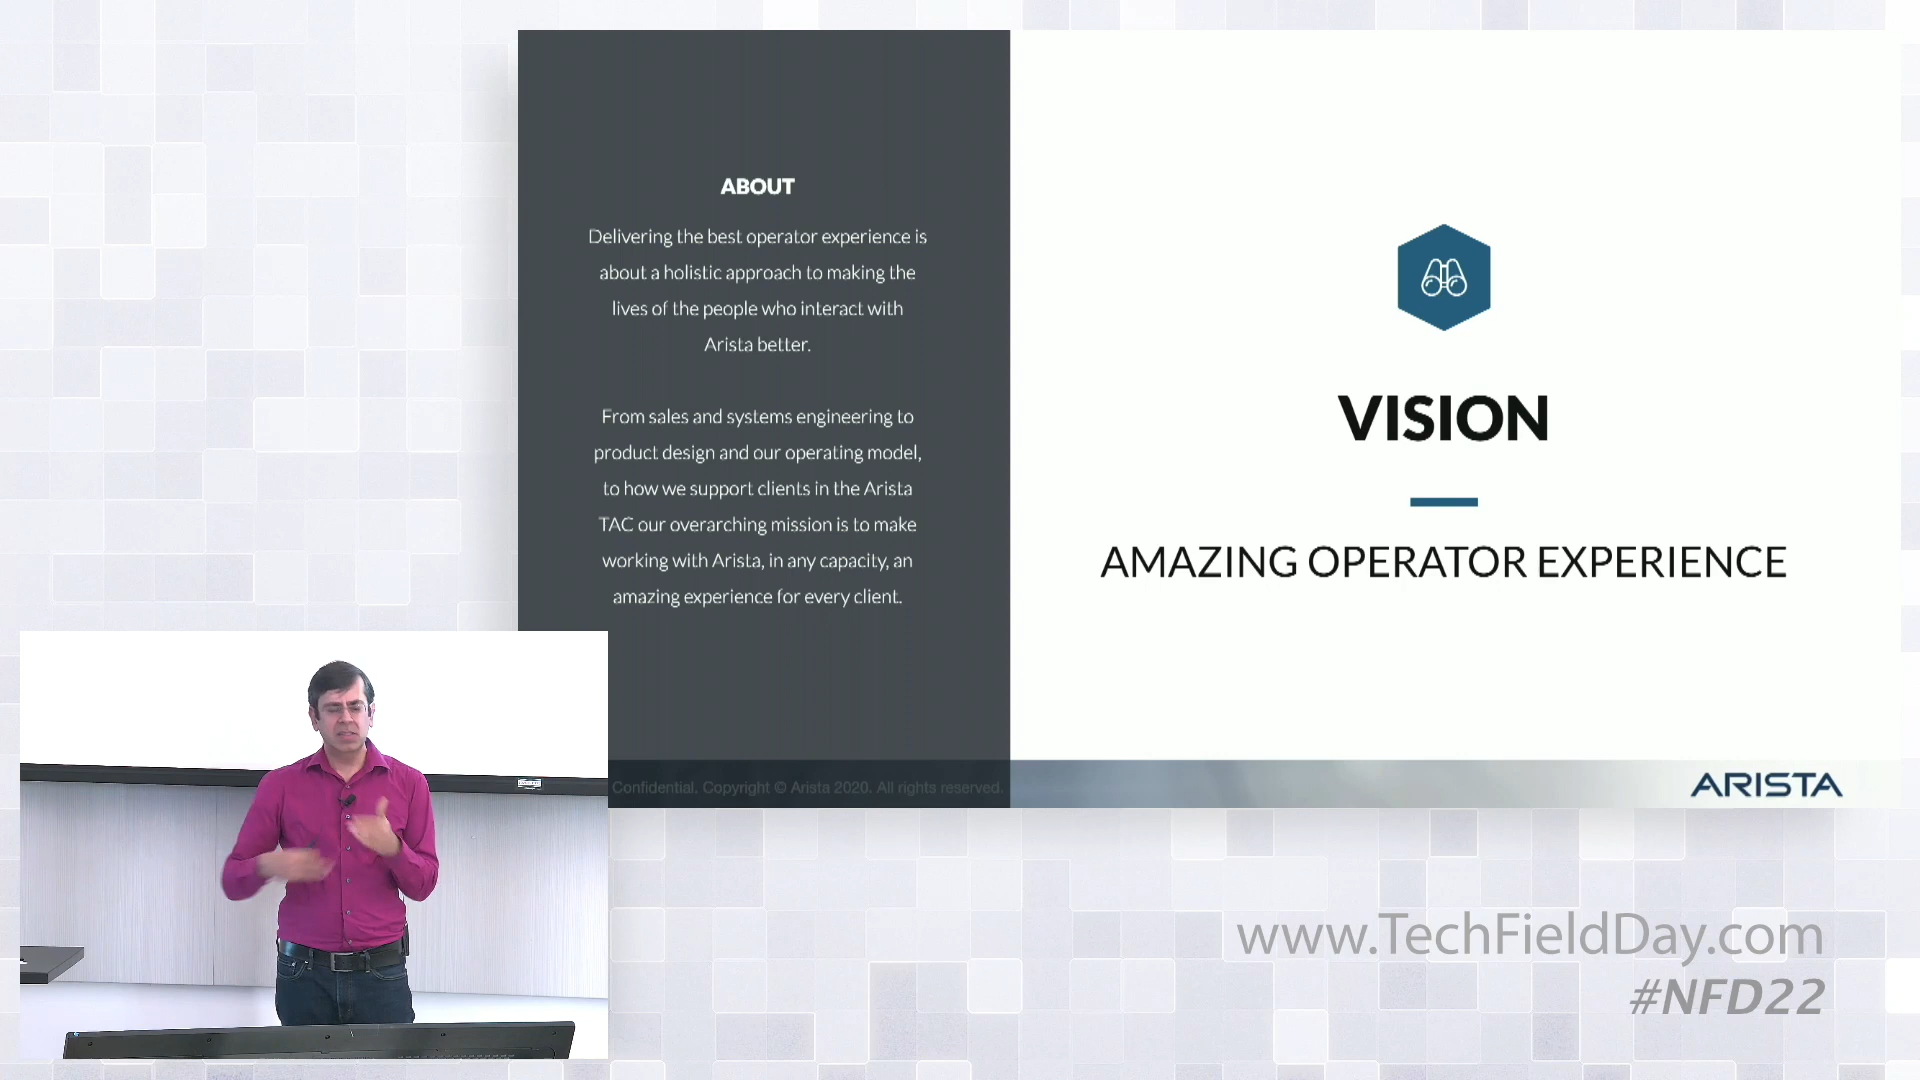 ABOUT
Delivering the best operator experience is
about a holistic approach to making the
lives of the people who interact with
Arista better.
From sales and systems engineering to
product design and our operating model,
to how we support clients in the Arista
TAC our overarching mission is to make
working with Arista, in any capacity, an
amazing experience for every client.
VISION
AMAZING OPERATOR EXPERIENCE
Confidential. Copyright © Arista 2020. All rights reserved.
ARISTA
www.TechFieldDay.com
#NFD22